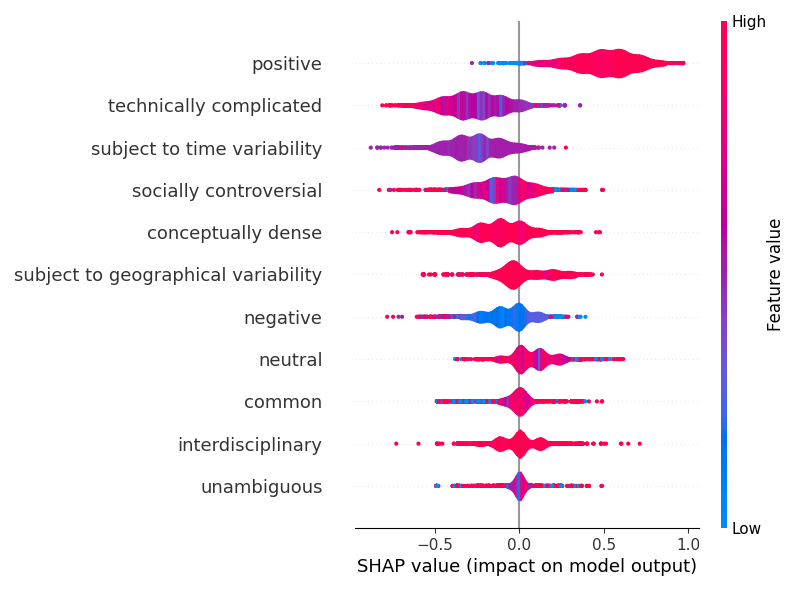 High
positive
technically complicated
subject to time variability
socially controversial
conceptually dense
subject to geographical variability
negative
neutral
common
interdisciplinary
unambiguous
Feature value
Low
−0.5 0.0 0.5 1.0
SHAP value (impact on model output)